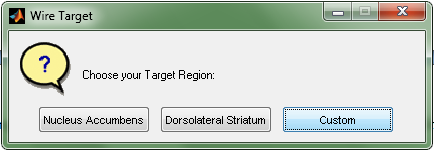 Wire Target
?
Choose your Target Region:
Nucleus Accumbens Dorsolateral Striatum Custom